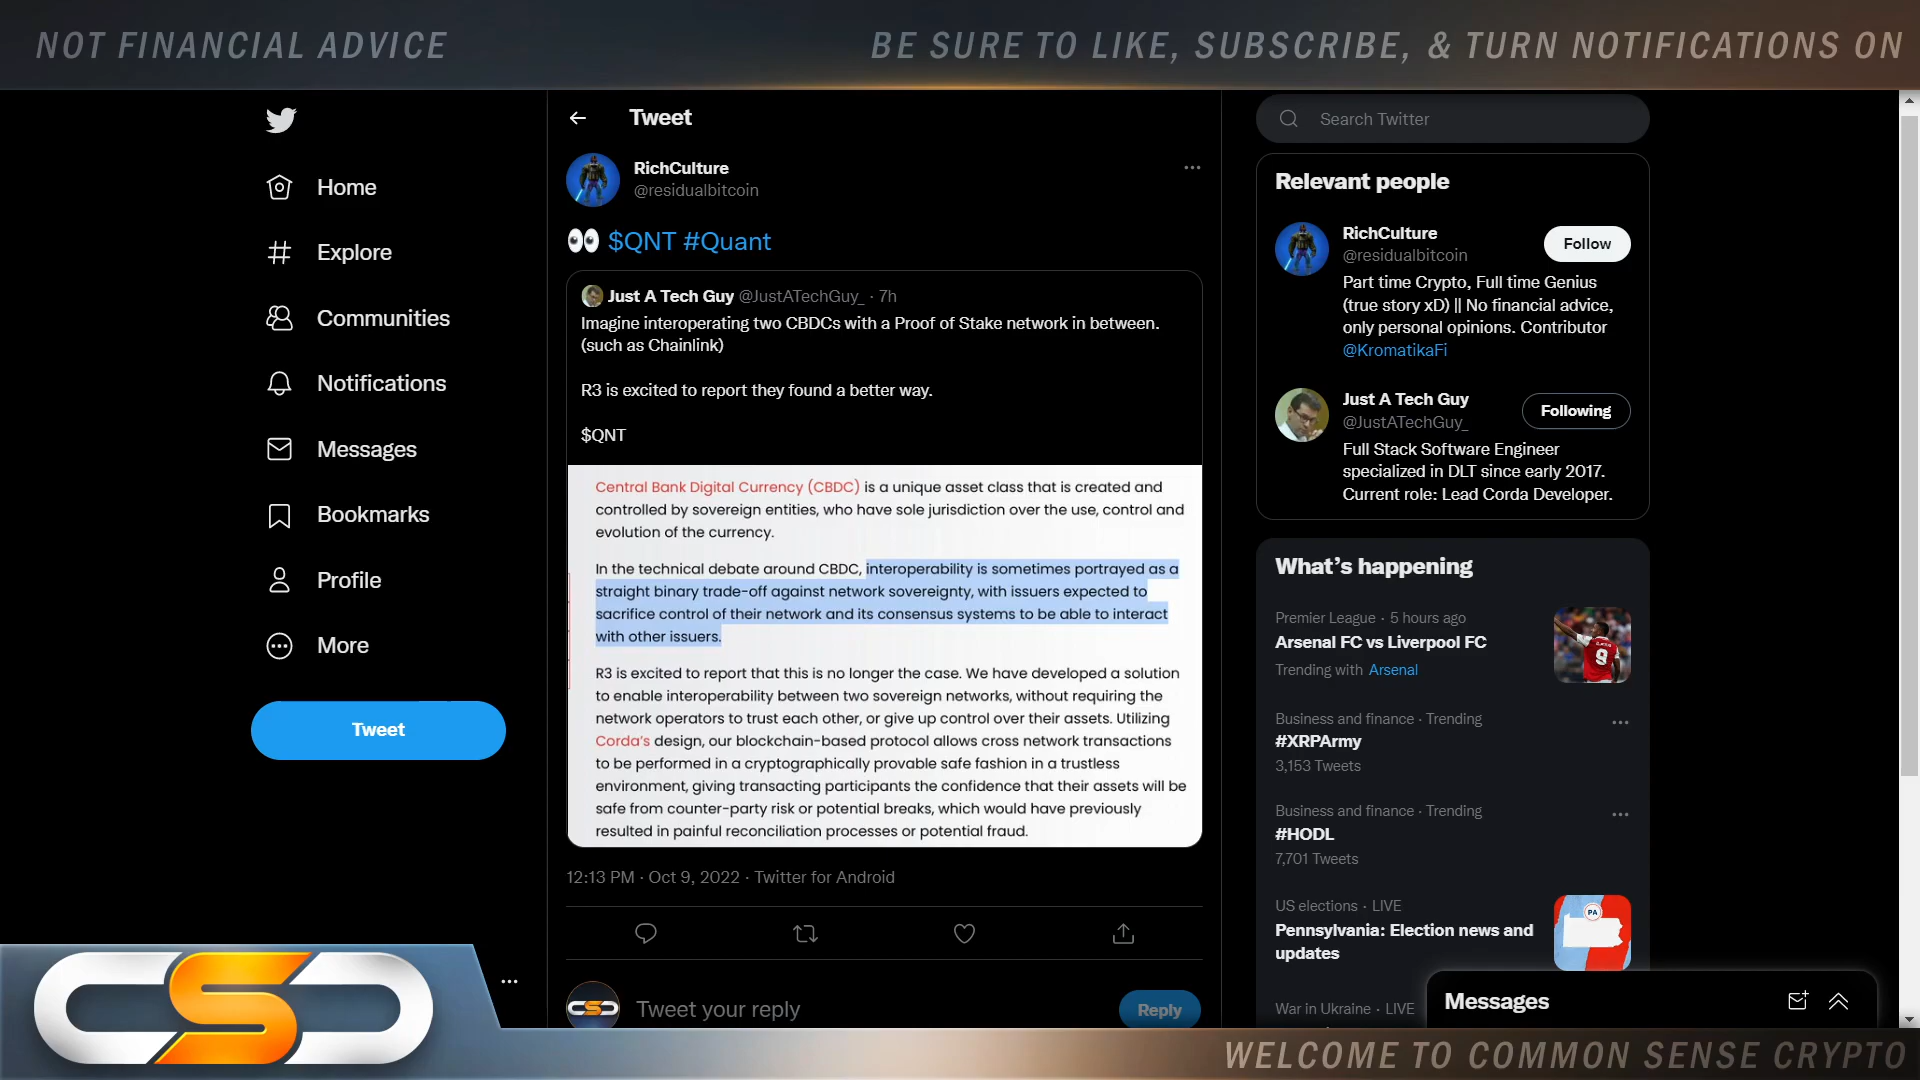 NOT FINANCIAL ADVICE
BE SURE TO LIKE, SUBSCRIBE, & TURN NOTIFICATIONS ON
Home
Explore
Communities
Notifications
Messages
Bookmarks
Profile
More
Tweet
Tweet
RichCulture
@residualbitcoin
👀 $QNT #Quant
Just A Tech Guy @JustATechGuy_ · 7h
Imagine interoperating two CBDCs with a Proof of Stake network in between.
(such as Chainlink)
R3 is excited to report they found a better way.
$QNT
Central Bank Digital Currency (CBDC) is a unique asset class that is created and
controlled by sovereign entities, who have sole jurisdiction over the use, control and
evolution of the currency.
In the technical debate around CBDC, interoperability is sometimes portrayed as a
straight binary trade-off against network sovereignty, with issuers expected to
sacrifice control of their network and its consensus systems to be able to interact
with other issuers.
R3 is excited to report that this is no longer the case. We have developed a solution
to enable interoperability between two sovereign networks, without requiring the
network operators to trust each other, or give up control over their assets. Utilizing
Corda's design, our blockchain-based protocol allows cross network transactions
to be performed in a cryptographically provable safe fashion in a trustless
environment, giving transacting participants the confidence that their assets will be
safe from counter-party risk or potential breaks, which would have previously
resulted in painful reconciliation processes or potential fraud.
12:13 PM · Oct 9, 2022 · Twitter for Android
Tweet your reply
Reply
Search Twitter
Relevant people
RichCulture
@residualbitcoin
Follow
Part time Crypto, Full time Genius
(true story xD) || No financial advice,
only personal opinions. Contributor
@KromatikaFi
Just A Tech Guy
@JustATechGuy_
Following
Full Stack Software Engineer
specialized in DLT since early 2017.
Current role: Lead Corda Developer.
What's happening
Premier League · 5 hours ago
Arsenal FC vs Liverpool FC
Trending with Arsenal
9
Business and finance · Trending
#XRPArmy
3,153 Tweets
Business and finance · Trending
#HODL
7,701 Tweets
US elections · LIVE
Pennsylvania: Election news and
updates
PA
War in Ukraine · LIVE
Messages
CSC
WELCOME TO COMMON SENSE CRYPTO